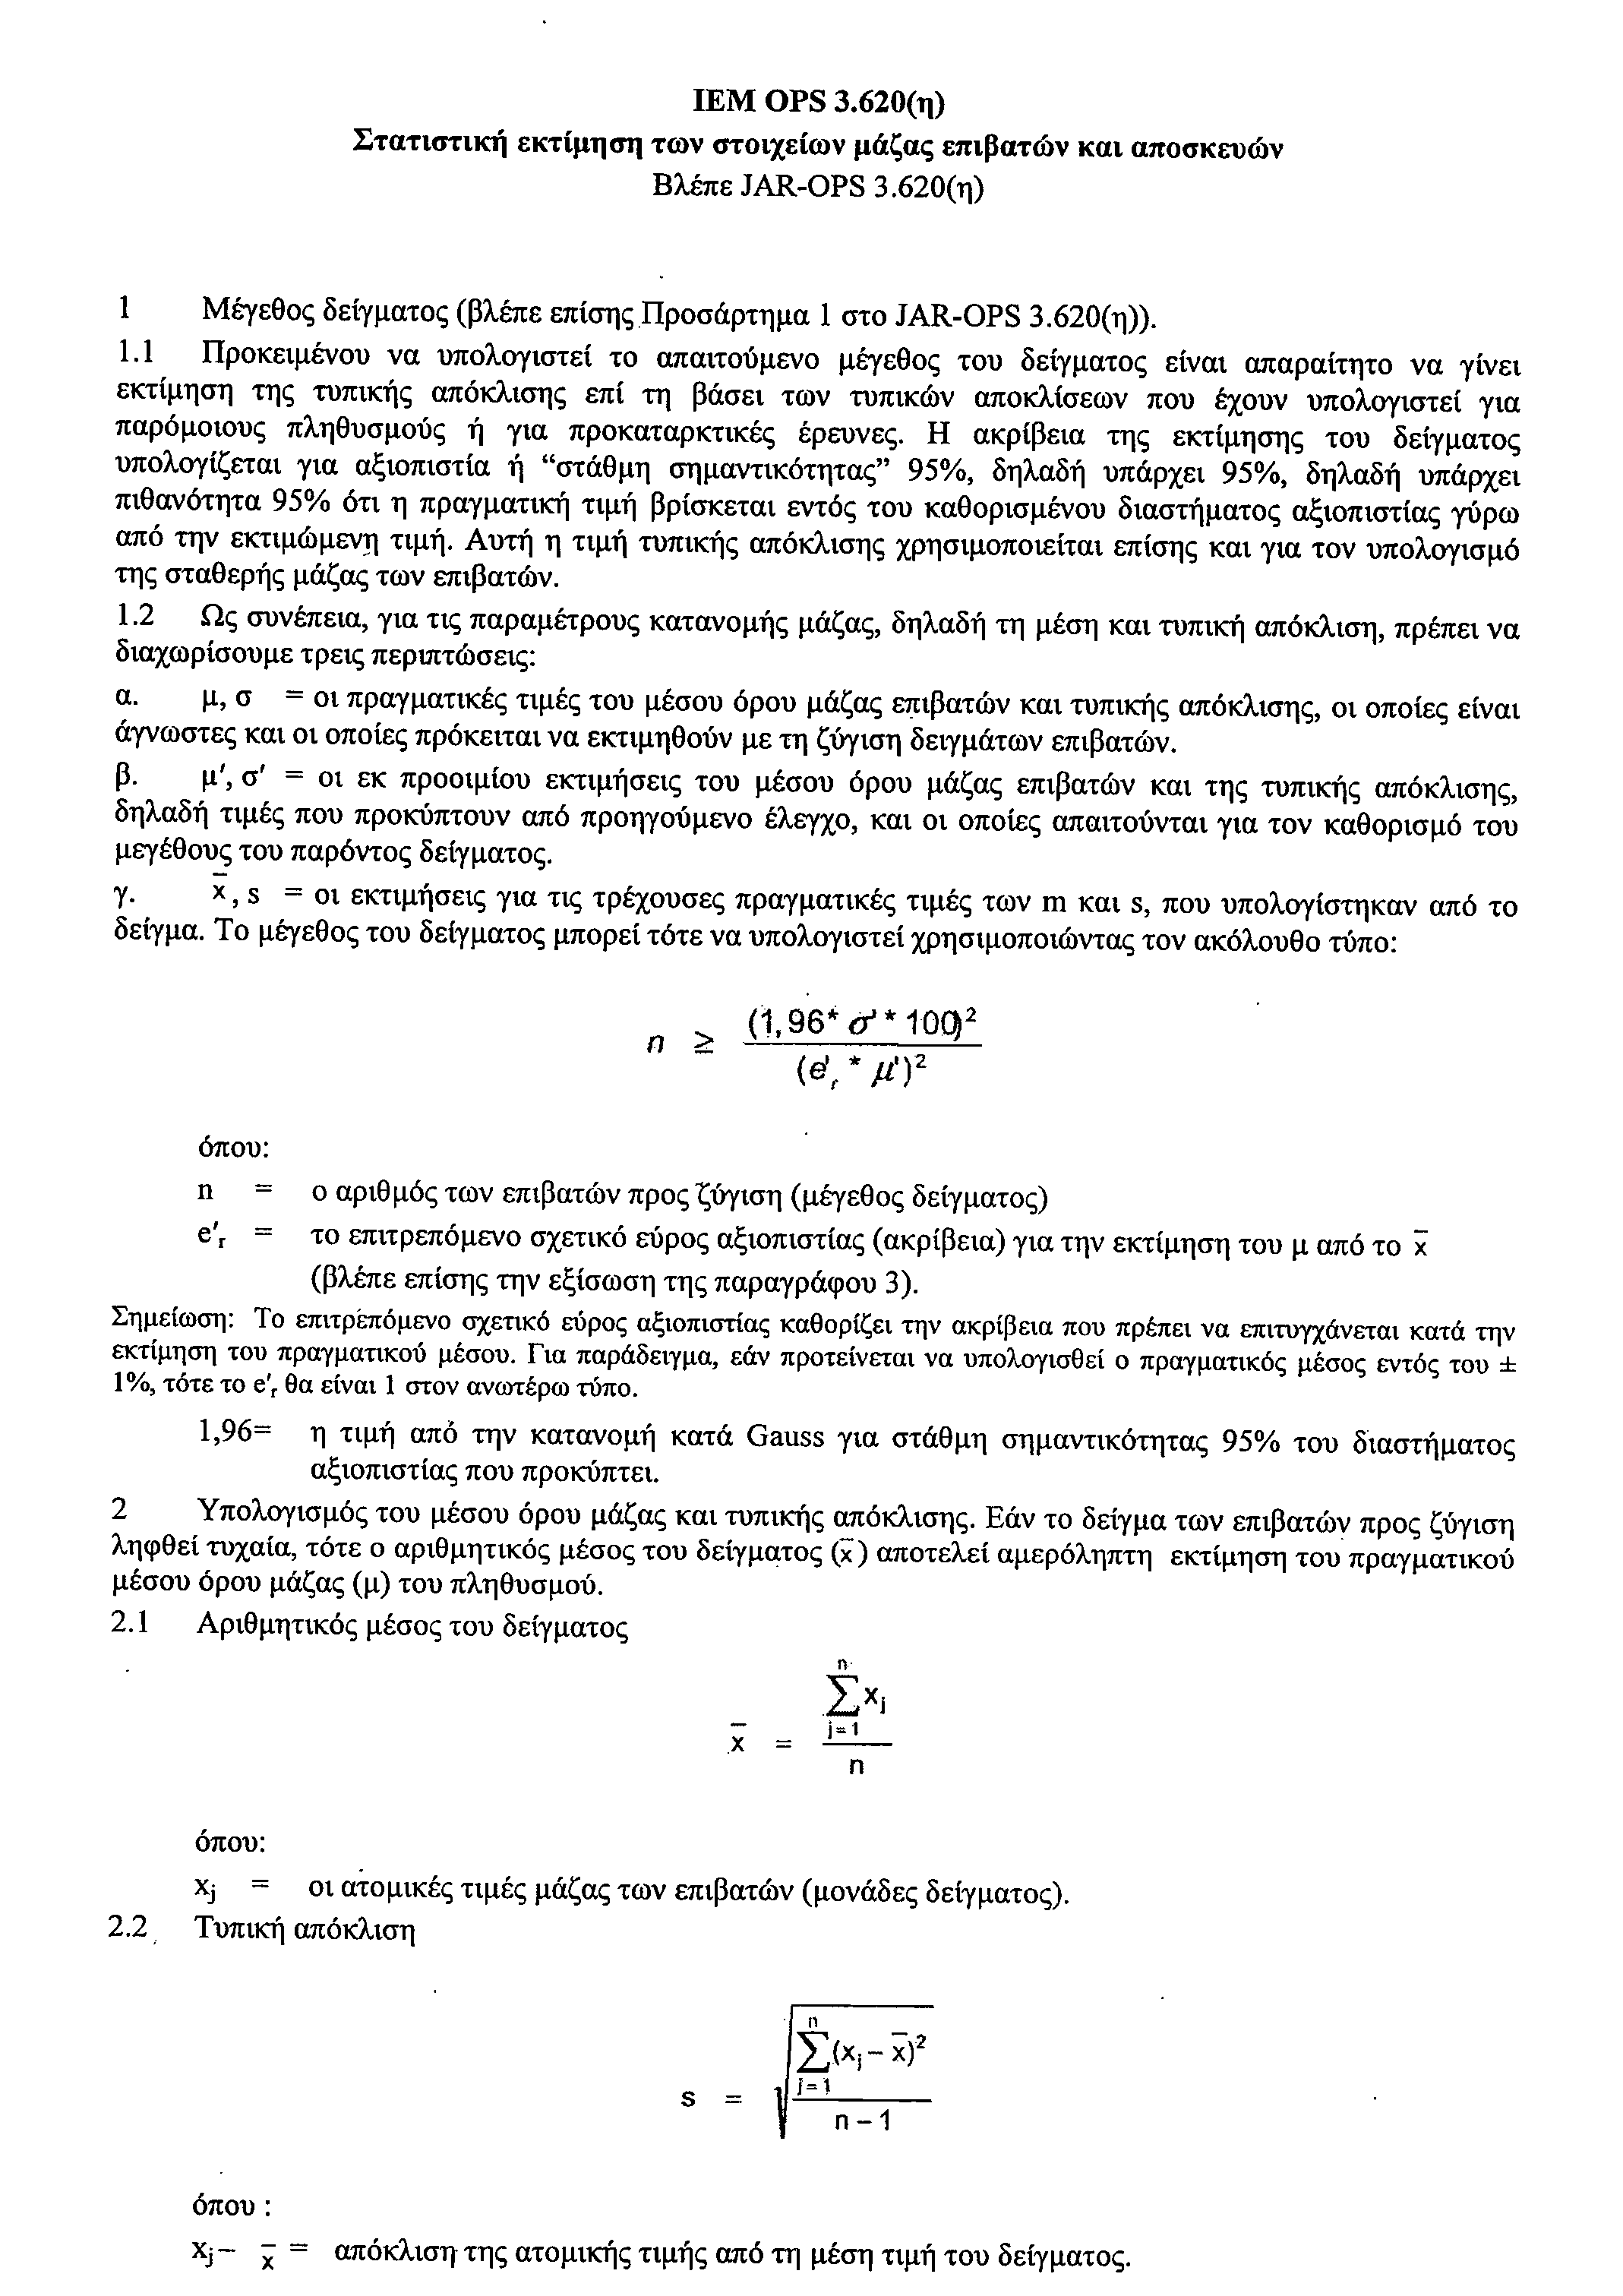 IEM OPS 3.620(η)
Στατιστική εκτίμηση των στοιχείων μάζας επιβατών και αποσκευών
Βλέπε JAR-OPS 3.620(η)
1 Μέγεθος δείγματος (βλέπε επίσης Προσάρτημα 1 στο JAR-OPS 3.620(η)).
1.1 Προκειμένου να υπολογιστεί το απαιτούμενο μέγεθος του δείγματος είναι απαραίτητο να γίνει
εκτίμηση της τυπικής απόκλισης επί τη βάσει των τυπικών αποκλίσεων που έχουν υπολογιστεί για
παρόμοιους πληθυσμούς ή για προκαταρκτικές έρευνες. Η ακρίβεια της εκτίμησης του δείγματος
υπολογίζεται για αξιοπιστία ή “στάθμη σημαντικότητας” 95%, δηλαδή υπάρχει 95%, δηλαδή υπάρχει
πιθανότητα 95% ότι η πραγματική τιμή βρίσκεται εντός του καθορισμένου διαστήματος αξιοπιστίας γύρω
από την εκτιμώμενη τιμή. Αυτή η τιμή τυπικής απόκλισης χρησιμοποιείται επίσης και για τον υπολογισμό
της σταθερής μάζας των επιβατών.
1.2 Ως συνέπεια, για τις παραμέτρους κατανομής μάζας, δηλαδή τη μέση και τυπική απόκλιση, πρέπει να
διαχωρίσουμε τρεις περιπτώσεις:
α. μ, σ = οι πραγματικές τιμές του μέσου όρου μάζας επιβατών και τυπικής απόκλισης, οι οποίες είναι
άγνωστες και οι οποίες πρόκειται να εκτιμηθούν με τη ζύγιση δειγμάτων επιβατών.
β. μ', σ' = οι εκ προοιμίου εκτιμήσεις του μέσου όρου μάζας επιβατών και της τυπικής απόκλισης,
δηλαδή τιμές που προκύπτουν από προηγούμενο έλεγχο, και οι οποίες απαιτούνται για τον καθορισμό του
μεγέθους του παρόντος δείγματος.
γ. x̄, s = οι εκτιμήσεις για τις τρέχουσες πραγματικές τιμές των m και s, που υπολογίστηκαν από το
δείγμα. Το μέγεθος του δείγματος μπορεί τότε να υπολογιστεί χρησιμοποιώντας τον ακόλουθο τύπο:
n ≥ (1,96* σ' * 100)²
(e'r * μ')²
όπου:
n = ο αριθμός των επιβατών προς ζύγιση (μέγεθος δείγματος)
e'r = το επιτρεπόμενο σχετικό εύρος αξιοπιστίας (ακρίβεια) για την εκτίμηση του μ από το x̄
(βλέπε επίσης την εξίσωση της παραγράφου 3).
Σημείωση: Το επιτρεπόμενο σχετικό εύρος αξιοπιστίας καθορίζει την ακρίβεια που πρέπει να επιτυγχάνεται κατά την
εκτίμηση του πραγματικού μέσου. Για παράδειγμα, εάν προτείνεται να υπολογισθεί ο πραγματικός μέσος εντός του ±
1%, τότε το e'r θα είναι 1 στον ανωτέρω τύπο.
1,96= η τιμή από την κατανομή κατά Gauss για στάθμη σημαντικότητας 95% του διαστήματος
αξιοπιστίας που προκύπτει.
2 Υπολογισμός του μέσου όρου μάζας και τυπικής απόκλισης. Εάν το δείγμα των επιβατών προς ζύγιση
ληφθεί τυχαία, τότε ο αριθμητικός μέσος του δείγματος (x̄) αποτελεί αμερόληπτη εκτίμηση του πραγματικού
μέσου όρου μάζας (μ) του πληθυσμού.
2.1 Αριθμητικός μέσος του δείγματος
n
∑xj
j=1
x̄ =
n
όπου:
xj = οι ατομικές τιμές μάζας των επιβατών (μονάδες δείγματος).
2.2 Τυπική απόκλιση
n
∑(xj – x̄)²
j=1
s = √
n – 1
όπου :
xj– x̄ = απόκλιση της ατομικής τιμής από τη μέση τιμή του δείγματος.